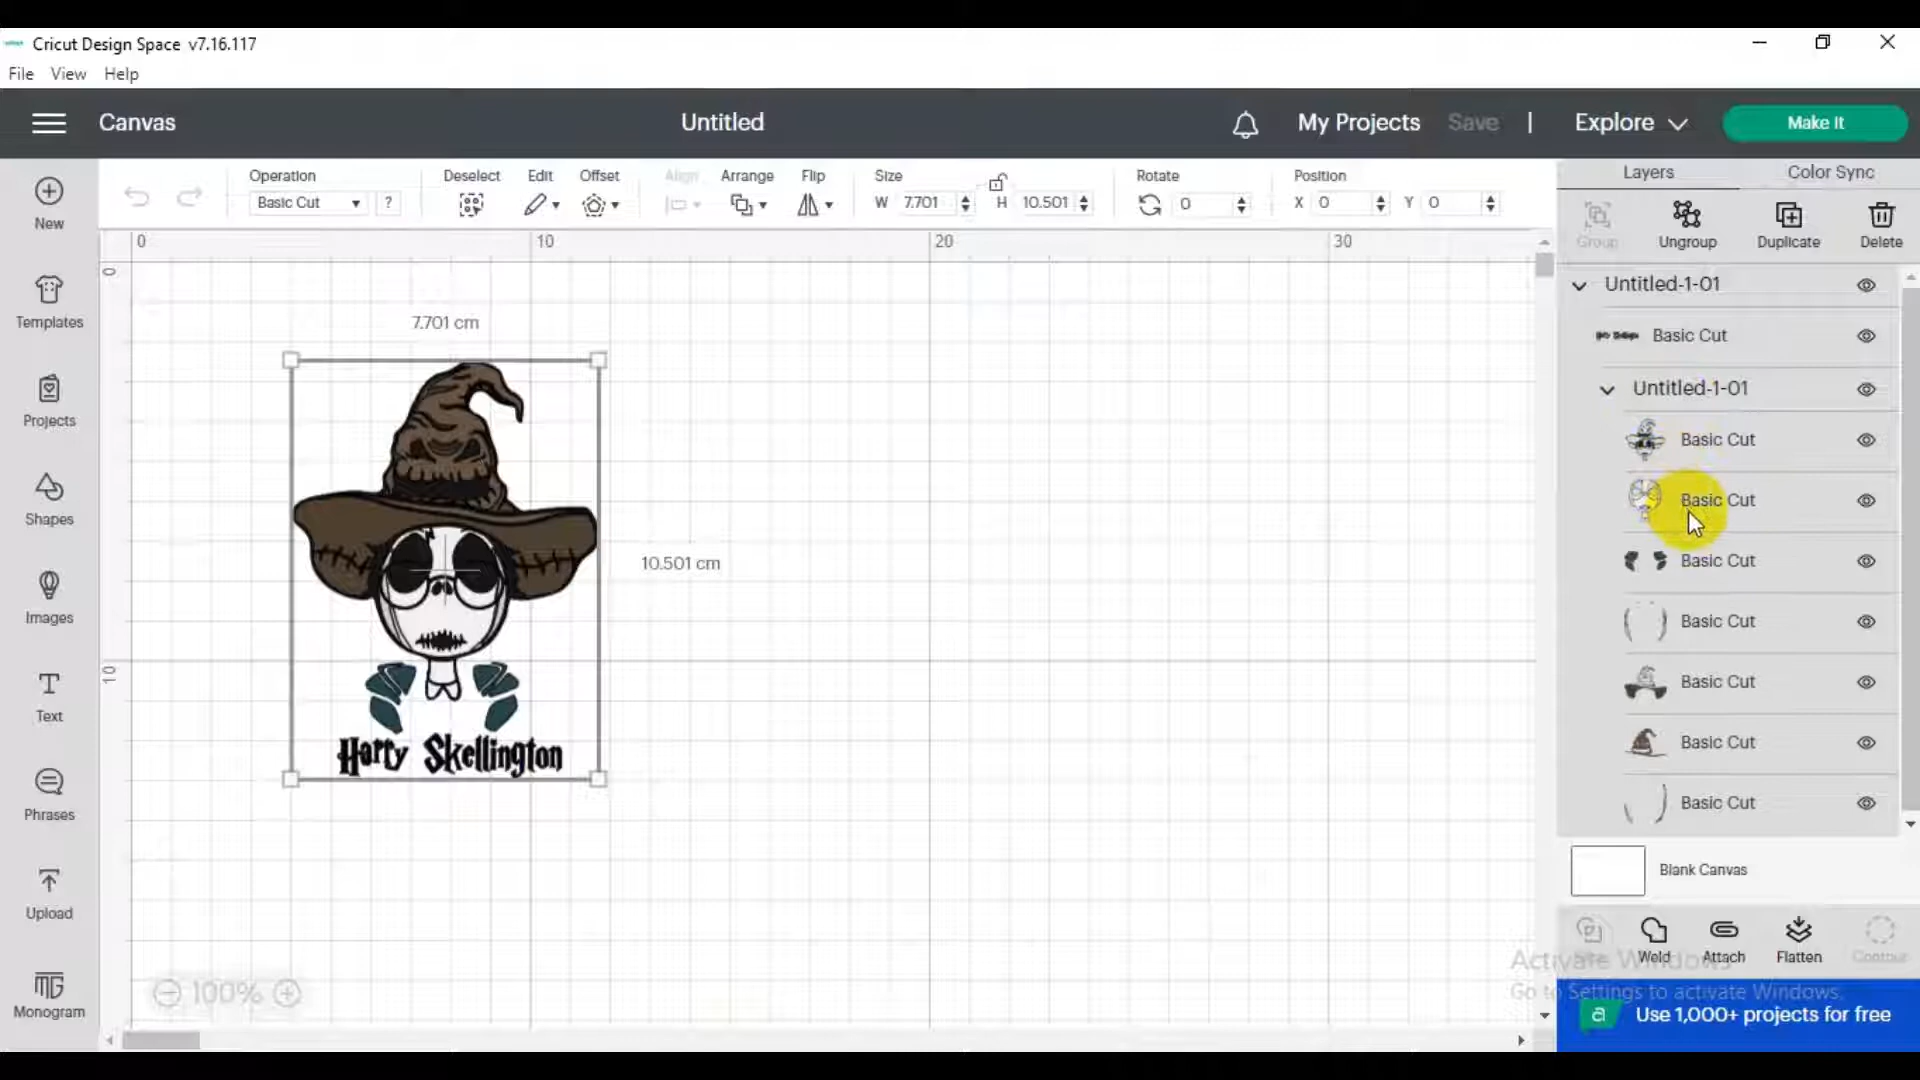 Cricut Design Space v7.16.117
File View Help
Canvas
Untitled
My Projects Save | Explore
Make It
Operation
Basic Cut
?
Deselect
Edit
Offset
Align
Arrange
Flip
Size
W 7.701
H 10.501
Rotate
0
Position
X 0
Y 0
Layers
Color Sync
Group
Ungroup
Duplicate
Delete
New
Templates
Projects
Shapes
Images
Text
Phrases
Upload
Monogram
0
10
20
30
0
10
7.701 cm
10.501 cm
Harry Skellington
100%
Untitled-1-01
Basic Cut
Untitled-1-01
Basic Cut
Basic Cut
Basic Cut
Basic Cut
Basic Cut
Basic Cut
Basic Cut
Blank Canvas
Weld
Attach
Flatten
Contour
Activate Windows
Go to Settings to activate Windows.
a
Use 1,000+ projects for free